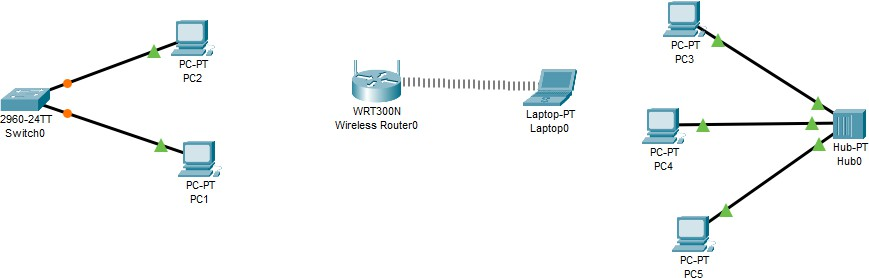 PC-PT
PC2
2960-24TT
Switch0
PC-PT
PC1
WRT300N
Wireless Router0
Laptop-PT
Laptop0
PC-PT
PC3
PC-PT
PC4
Hub-PT
Hub0
PC-PT
PC5